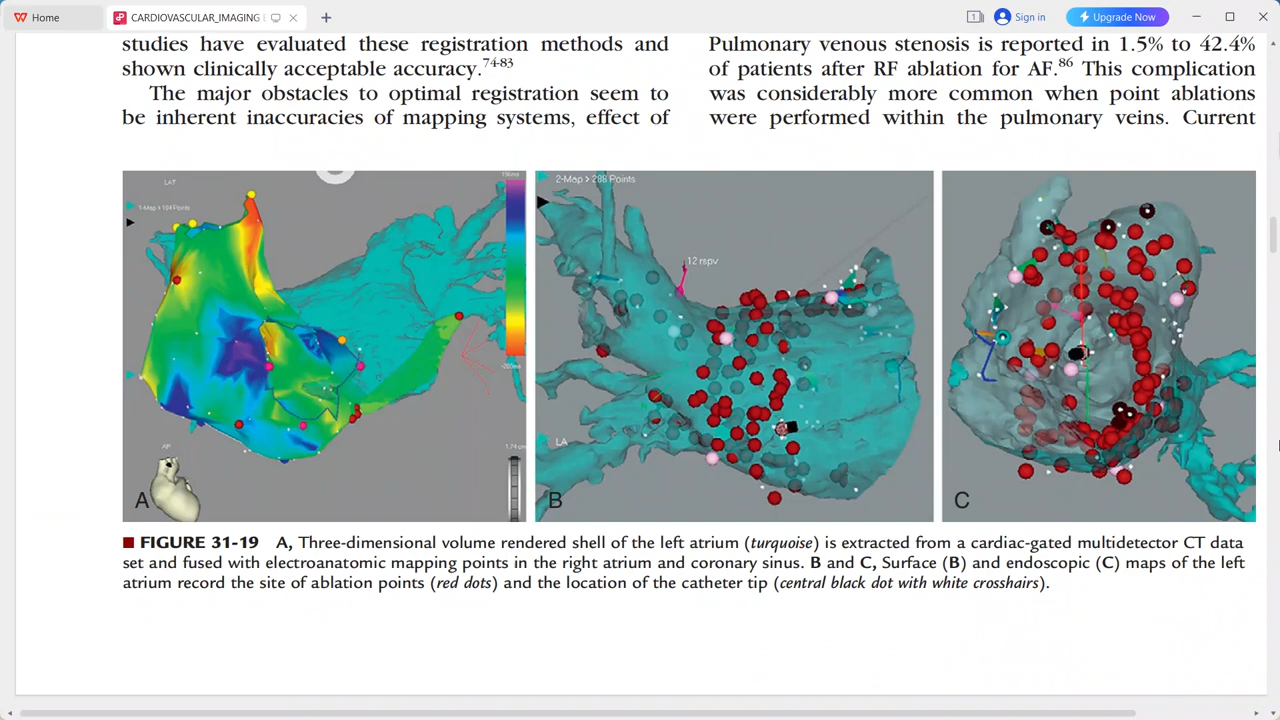 Home
CARDIOVASCULAR_IMAGING
1
Sign in
Upgrade Now
studies have evaluated these registration methods and
shown clinically acceptable accuracy.74-83
The major obstacles to optimal registration seem to
be inherent inaccuracies of mapping systems, effect of
Pulmonary venous stenosis is reported in 1.5% to 42.4%
of patients after RF ablation for AF.86 This complication
was considerably more common when point ablations
were performed within the pulmonary veins. Current
LAT
AP
1.74 cm
A
2-Map > 288 Points
12 rspv
LA
B
C
FIGURE 31-19 A, Three-dimensional volume rendered shell of the left atrium (turquoise) is extracted from a cardiac-gated multidetector CT data
set and fused with electroanatomic mapping points in the right atrium and coronary sinus. B and C, Surface (B) and endoscopic (C) maps of the left
atrium record the site of ablation points (red dots) and the location of the catheter tip (central black dot with white crosshairs).